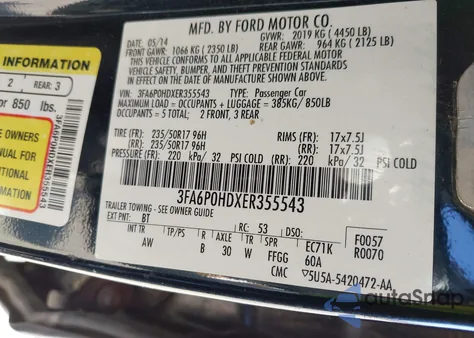 MFD. BY FORD MOTOR CO.
DATE: 05/14 GVWR: 2019 KG (4450 LB)
FRONT GAWR: 1066 KG (2350 LB) REAR GAWR: 964 KG (2125 LB)
THIS VEHICLE CONFORMS TO ALL APPLICABLE FEDERAL MOTOR VEHICLE
SAFETY, BUMPER, AND THEFT PREVENTION STANDARDS IN EFFECT ON
THE DATE OF MANUFACTURE SHOWN ABOVE.
VIN: 3FA6P0HDXER355543 TYPE: Passenger Car
MAXIMUM LOAD = OCCUPANTS + LUGGAGE = 385KG/ 850LB
OCCUPANTS = 5 TOTAL; 2 FRONT, 3 REAR
TIRE (FR): 235/50R17 96H RIMS (FR): 17x7.5J
(RR): 235/50R17 96H (RR): 17x7.5J
PRESSURE (FR) 220 kPa/ 32 PSI COLD (RR) 220 kPa/ 32 PSI COLD
3FA6P0HDXER355543
TRAILER TOWING - SEE OWNER GUIDE
EXT PNT: BT RC: 53 DSO: F0057
INT TR TP/PS R AXLE TR EC71K R0070
AW B 30 W FFGG 60A
CMC 5U5A-5420472-AA
2 REAR: 3
or 850 lbs.
E OWNERS
ANUAL FOR
3FA6P0HDXER355543
autoSnap